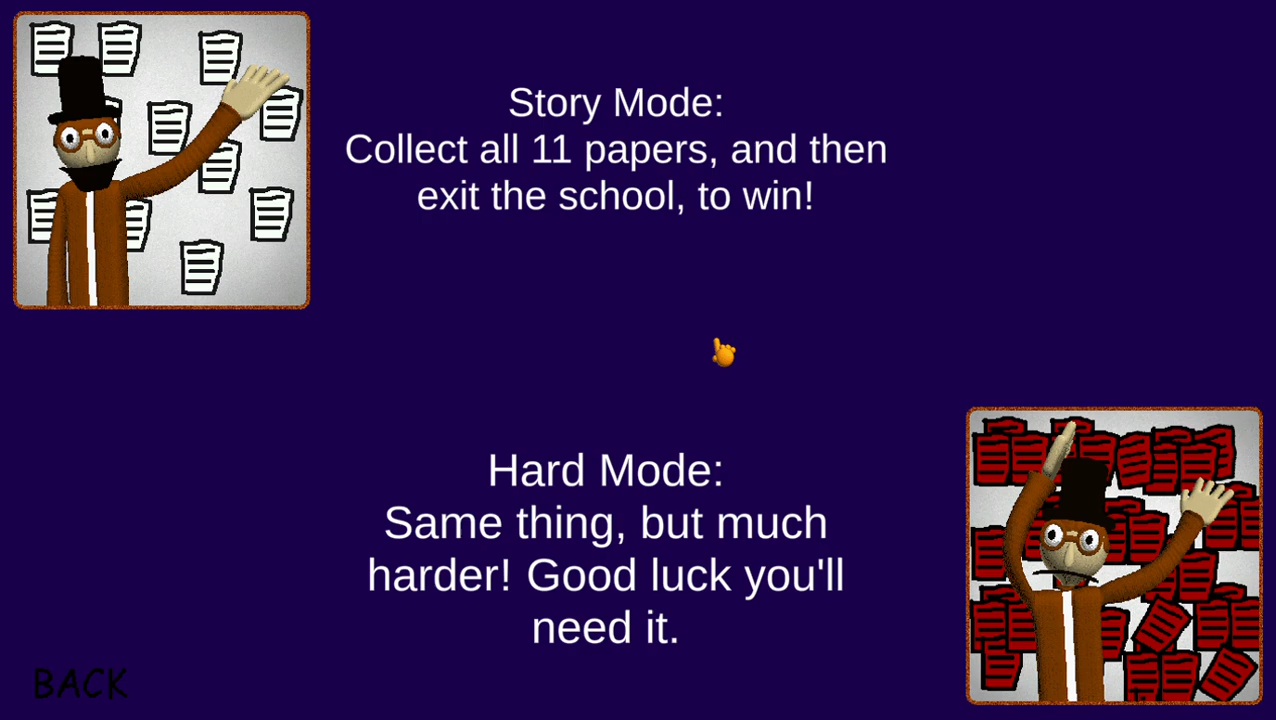 Story Mode:
Collect all 11 papers, and then
exit the school, to win!
Hard Mode:
Same thing, but much
harder! Good luck you'll
need it.
BACK